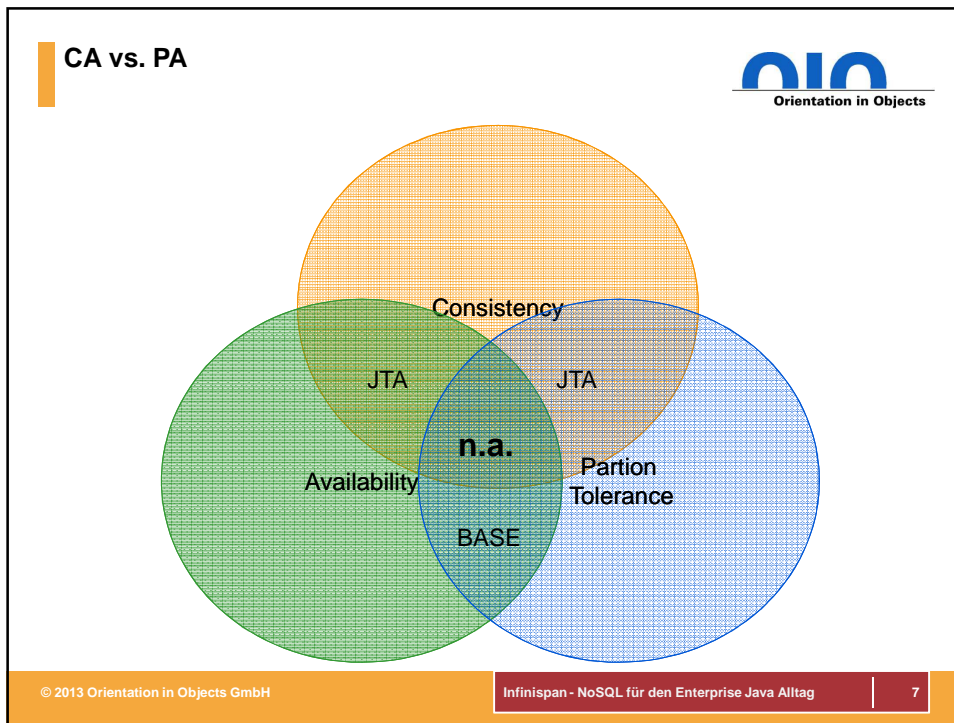 CA vs. PA
OIO
Orientation in Objects
Consistency
JTA
JTA
n.a.
Availability
Partion
Tolerance
BASE
© 2013 Orientation in Objects GmbH
Infinispan - NoSQL für den Enterprise Java Alltag
7